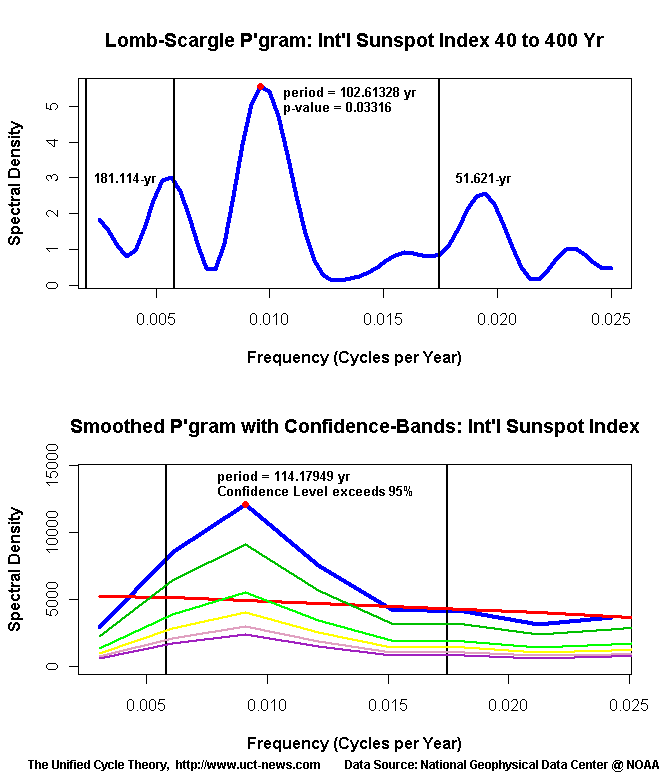 Lomb-Scargle P'gram: Int'l Sunspot Index 40 to 400 Yr
period = 102.61328 yr
p-value = 0.03316
181.114-yr
51.621-yr
Spectral Density
5
4
3
2
1
0
0.005 0.010 0.015 0.020 0.025
Frequency (Cycles per Year)
Smoothed P'gram with Confidence-Bands: Int'l Sunspot Index
period = 114.17949 yr
Confidence Level exceeds 95%
Spectral Density
15000
10000
5000
0
0.005 0.010 0.015 0.020 0.025
Frequency (Cycles per Year)
The Unified Cycle Theory, http://www.uct-news.com Data Source: National Geophysical Data Center @ NOAA